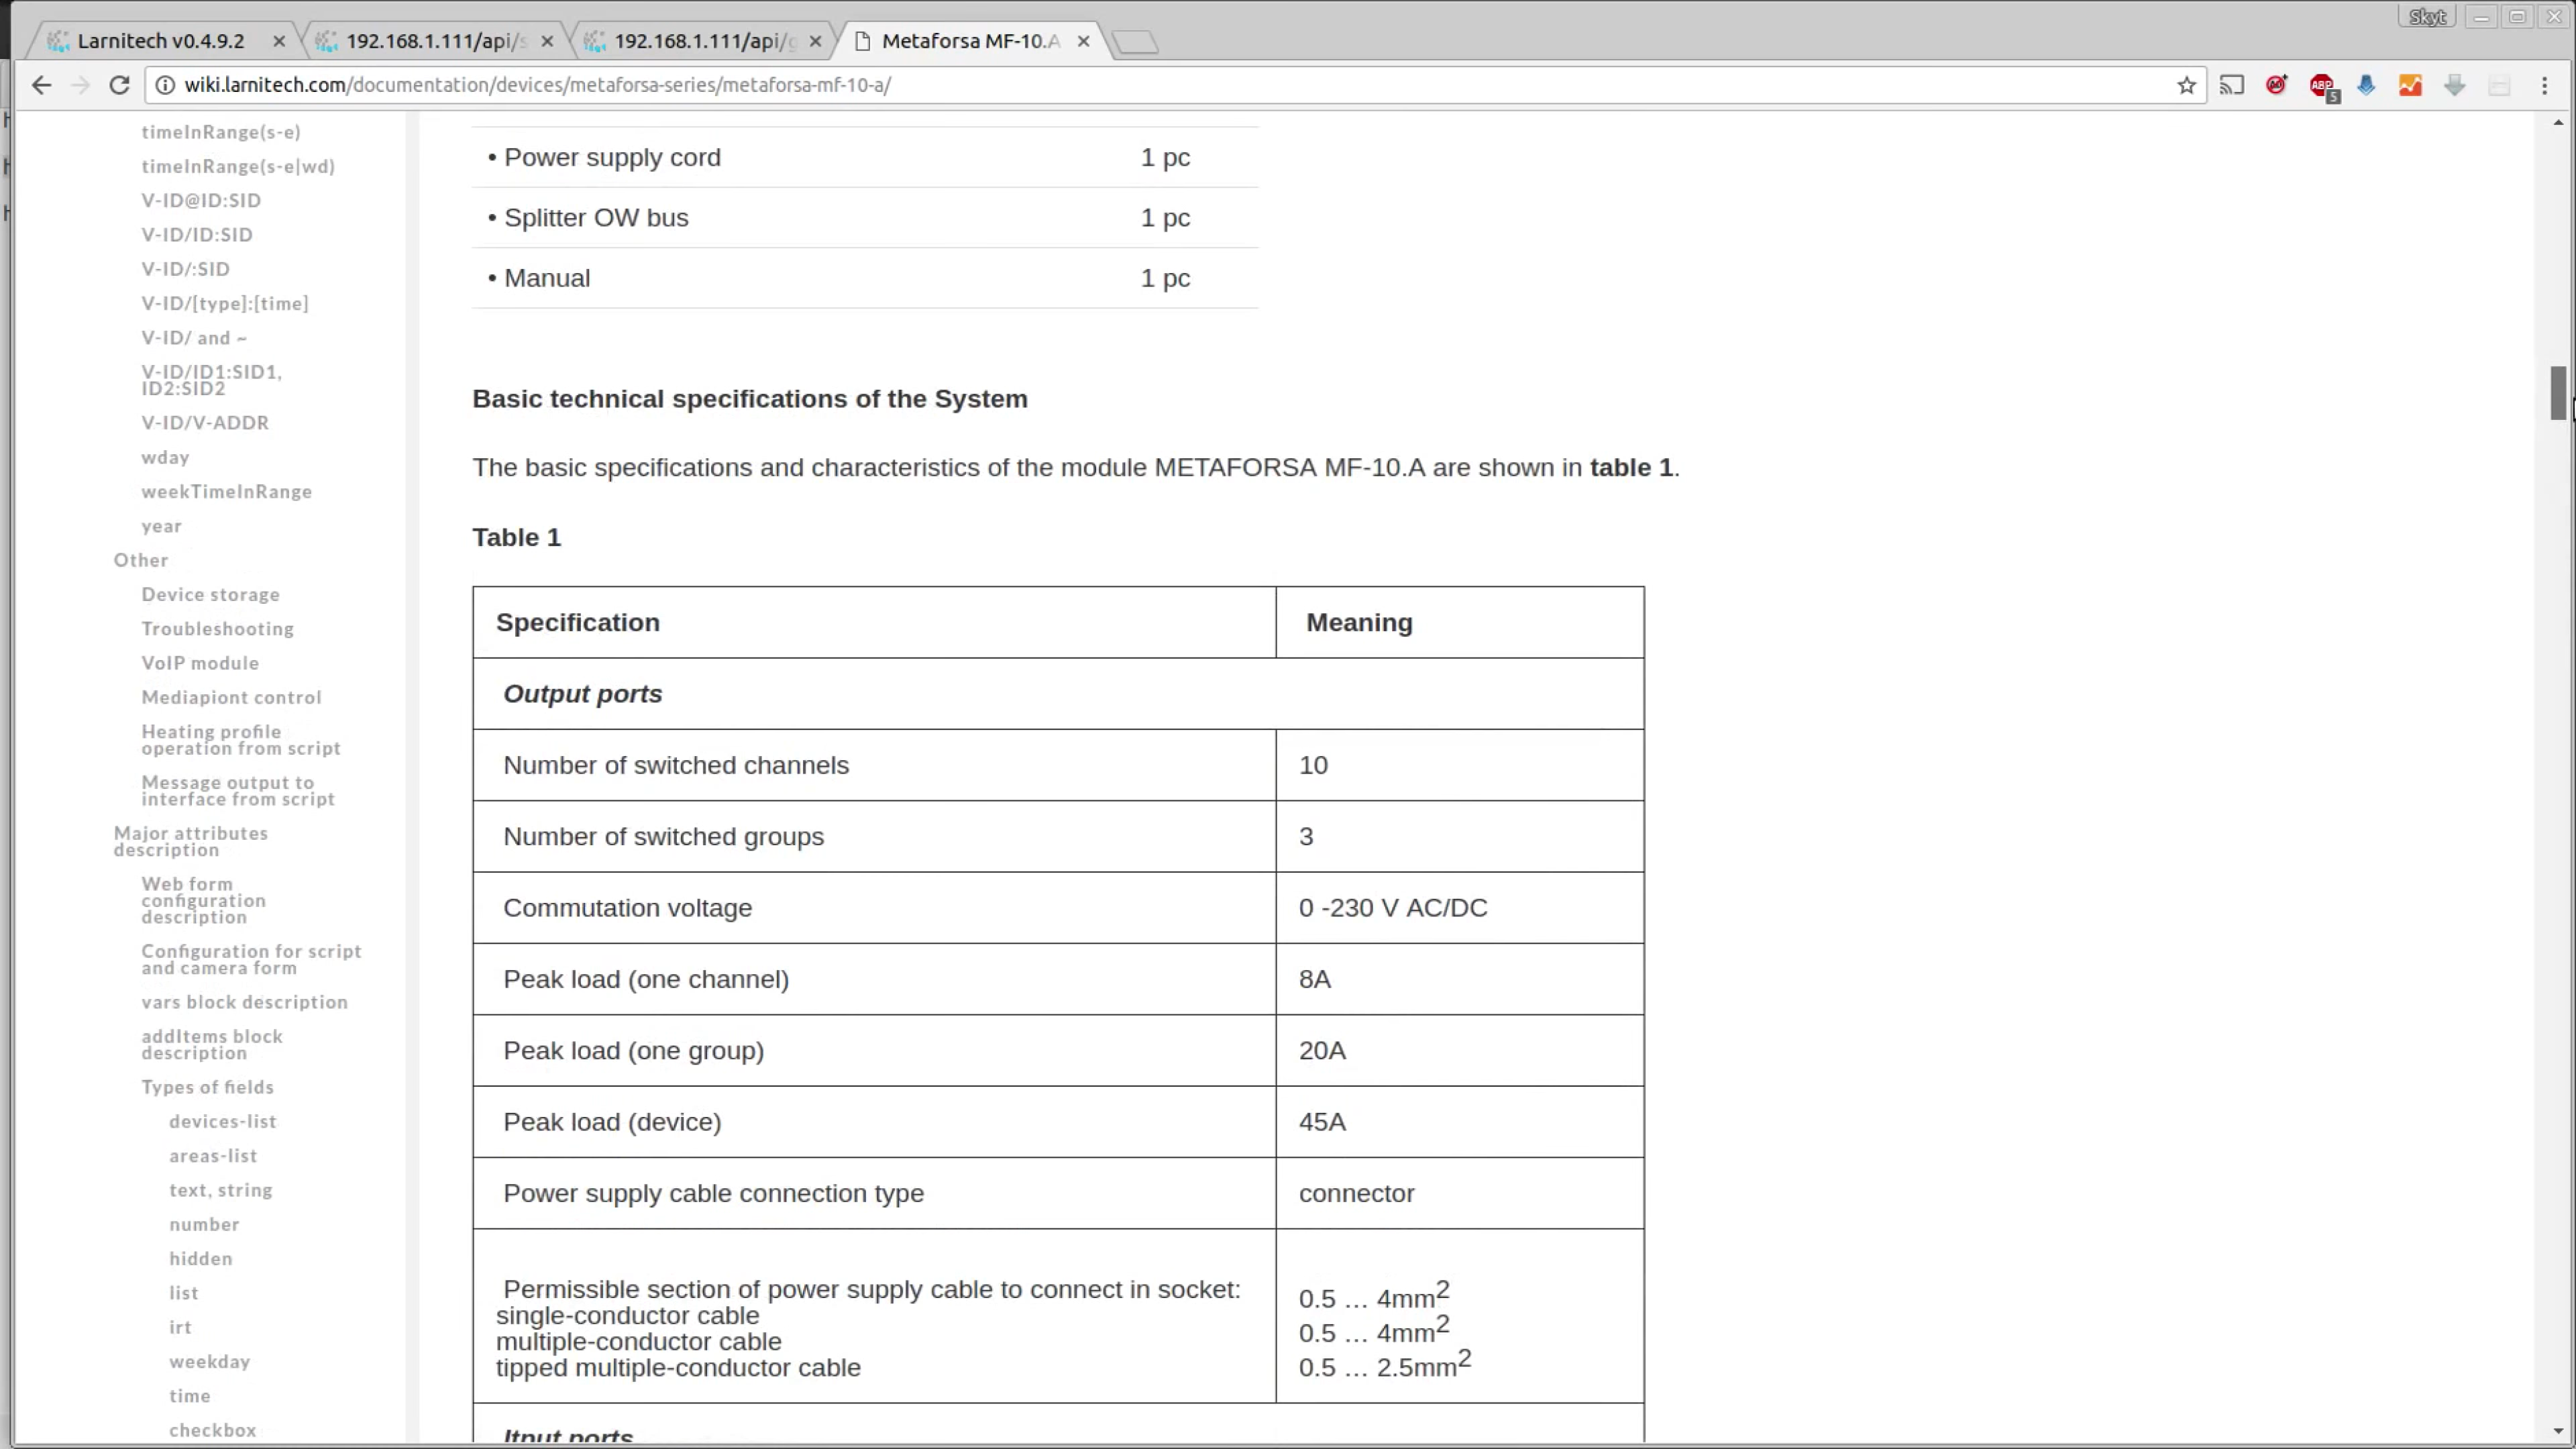 Skyt
Larnitech v0.4.9.2
192.168.1.111/api/s
192.168.1.111/api/g
Metaforsa MF-10.A
wiki.larnitech.com/documentation/devices/metaforsa-series/metaforsa-mf-10-a/
ABP
5
timeInRange(s-e)
timeInRange(s-e|wd)
V-ID@ID:SID
V-ID/ID:SID
V-ID/:SID
V-ID/[type]:[time]
V-ID/ and ~
V-ID/ID1:SID1,
ID2:SID2
V-ID/V-ADDR
wday
weekTimeInRange
year
Other
Device storage
Troubleshooting
VoIP module
Mediapiont control
Heating profile
operation from script
Message output to
interface from script
Major attributes
description
Web form
configuration
description
Configuration for script
and camera form
vars block description
addItems block
description
Types of fields
devices-list
areas-list
text, string
number
hidden
list
irt
weekday
time
checkbox
• Power supply cord 1 pc
• Splitter OW bus 1 pc
• Manual 1 pc
Basic technical specifications of the System
The basic specifications and characteristics of the module METAFORSA MF-10.A are shown in table 1.
Table 1
Specification Meaning
Output ports
Number of switched channels 10
Number of switched groups 3
Commutation voltage 0 -230 V AC/DC
Peak load (one channel) 8A
Peak load (one group) 20A
Peak load (device) 45A
Power supply cable connection type connector
Permissible section of power supply cable to connect in socket:
single-conductor cable 0.5 … 4mm²
multiple-conductor cable 0.5 … 4mm²
tipped multiple-conductor cable 0.5 … 2.5mm²
Itnput ports